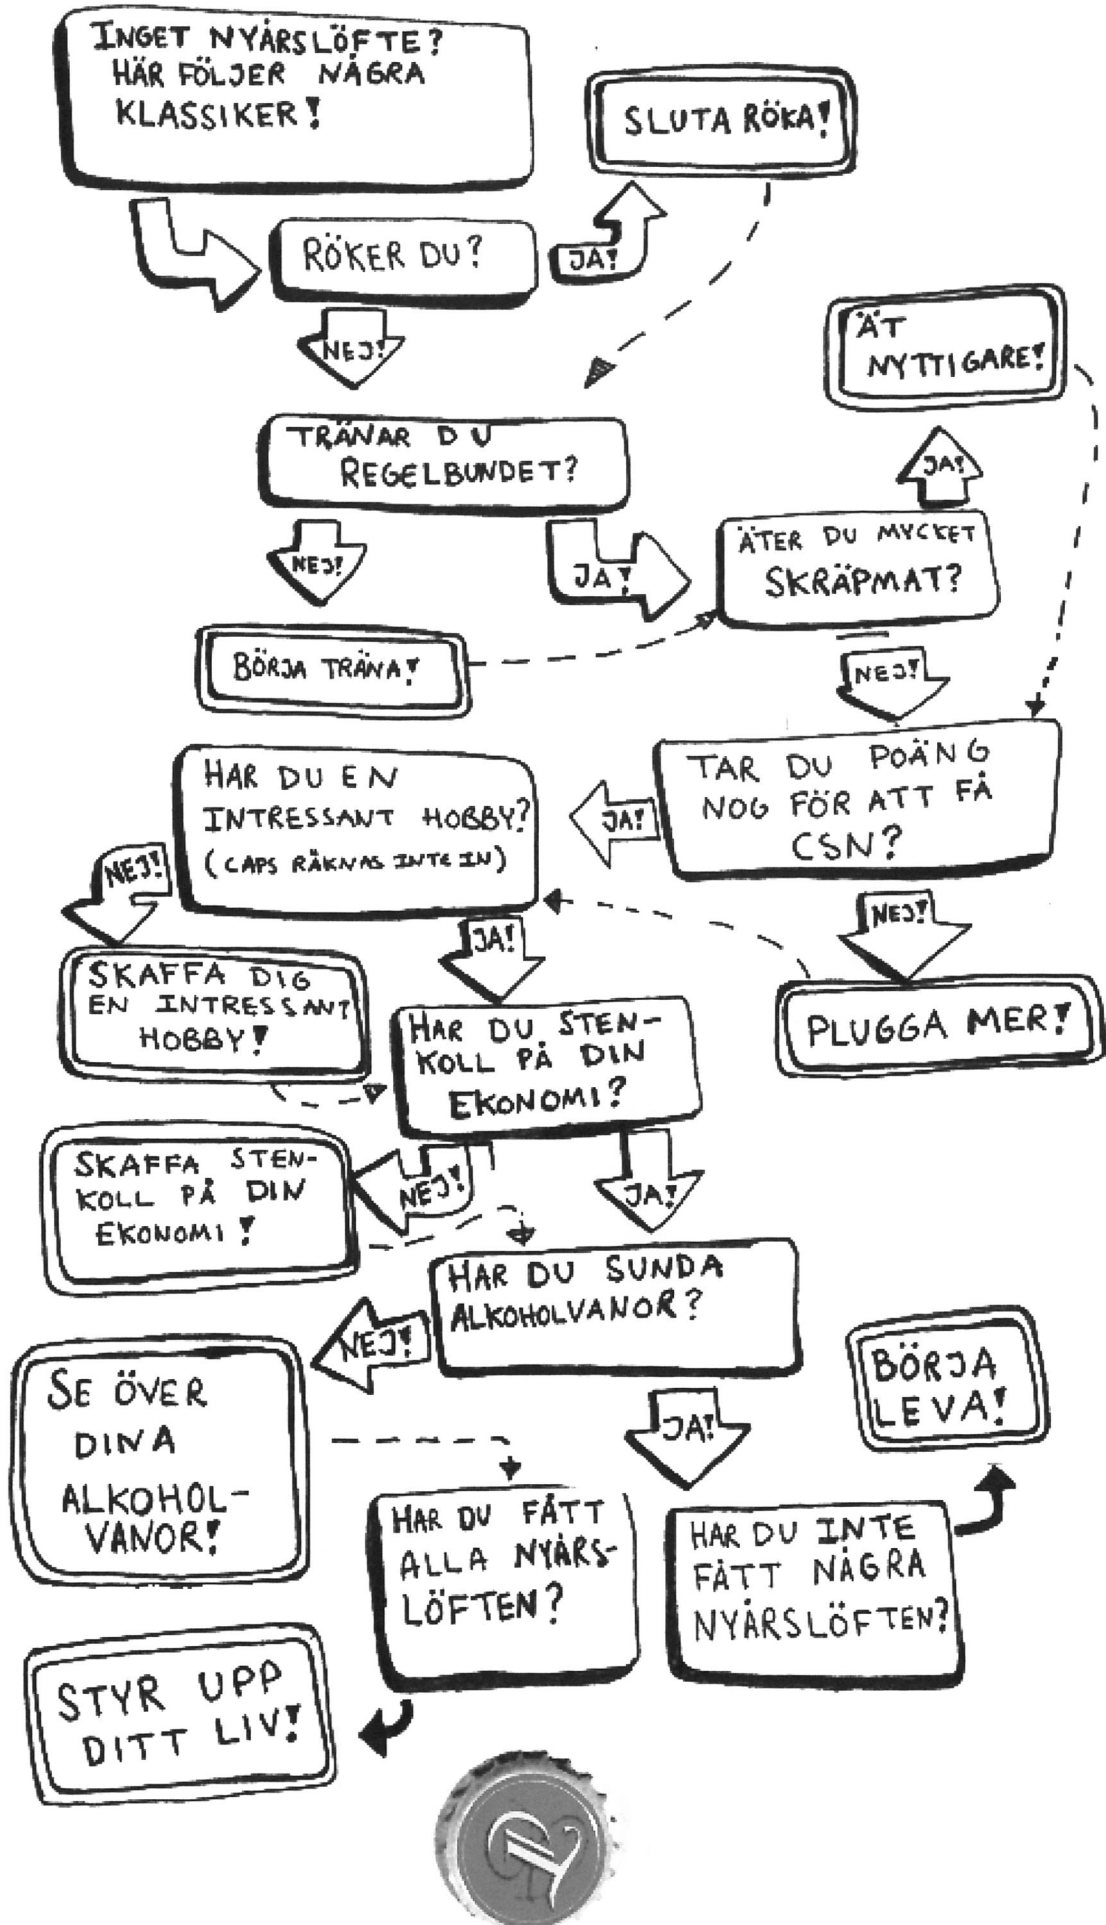 INGET NYÅRSLÖFTE?
HÄR FÖLJER NÅGRA
KLASSIKER!
SLUTA RÖKA!
RÖKER DU?
JA!
NEJ!
ÄT
NYTTIGARE!
TRÄNAR DU
REGELBUNDET?
JA!
NEJ!
JA!
ÄTER DU MYCKET
SKRÄPMAT?
BÖRJA TRÄNA!
NEJ!
TAR DU POÄNG
NOG FÖR ATT FÅ
CSN?
JA!
HAR DU EN
INTRESSANT HOBBY?
(CAPS RÄKNAS INTE IN)
NEJ!
JA!
NEJ!
PLUGGA MER!
SKAFFA DIG
EN INTRESSANT
HOBBY!
HAR DU STEN-
KOLL PÅ DIN
EKONOMI?
NEJ!
JA!
SKAFFA STEN-
KOLL PÅ DIN
EKONOMI!
HAR DU SUNDA
ALKOHOLVANOR?
NEJ!
JA!
SE ÖVER
DINA
ALKOHOL-
VANOR!
BÖRJA
LEVA!
HAR DU FÅTT
ALLA NYÅRS-
LÖFTEN?
HAR DU INTE
FÅTT NÅGRA
NYÅRSLÖFTEN?
STYR UPP
DITT LIV!